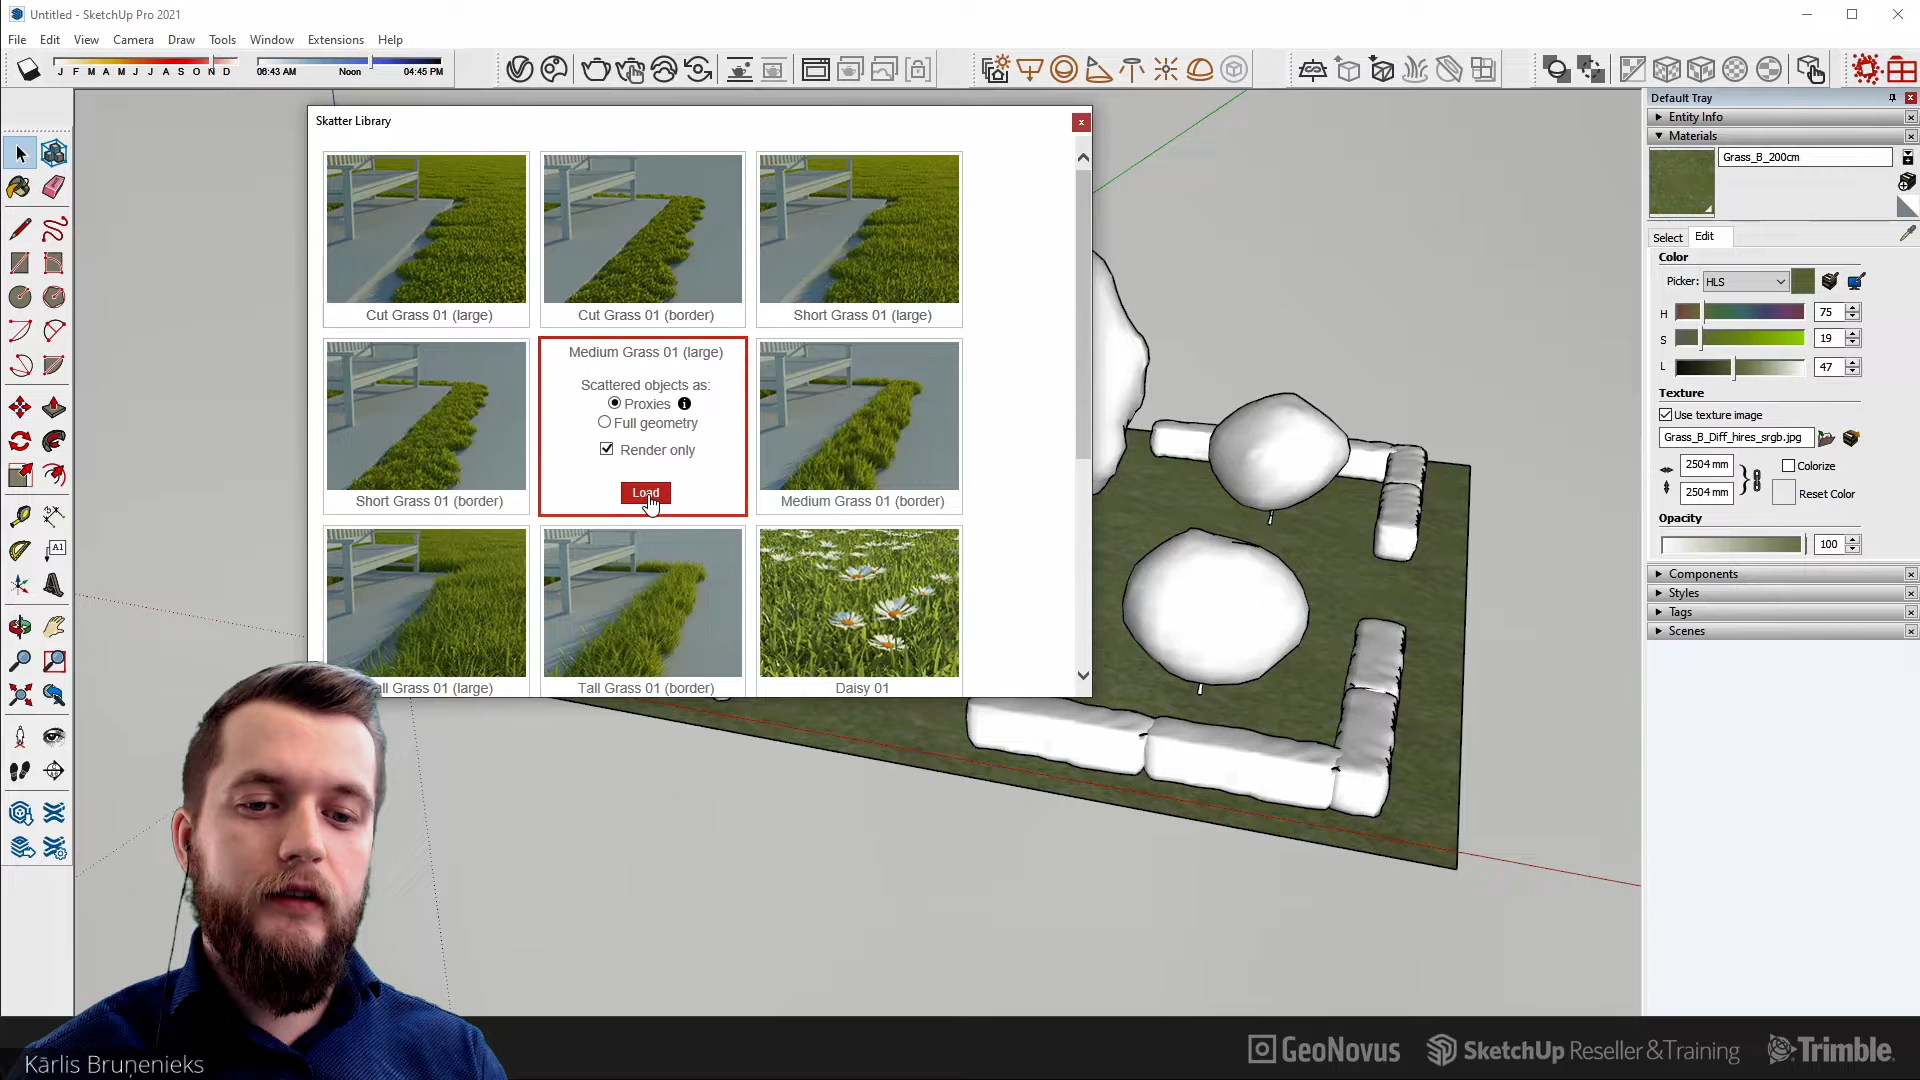 Untitled - SketchUp Pro 2021
File Edit View Camera Draw Tools Window Extensions Help
J F M A M J J A S O N D
06:43 AM Noon 04:45 PM
Skatter Library
Cut Grass 01 (large)
Cut Grass 01 (border)
Short Grass 01 (large)
Short Grass 01 (border)
Medium Grass 01 (large)
Scattered objects as:
Proxies
Full geometry
Render only
Load
Medium Grass 01 (border)
all Grass 01 (large)
Tall Grass 01 (border)
Daisy 01
A1
Default Tray
Entity Info
Materials
Grass_B_200cm
Select Edit
Color
Picker: HLS
H 75
S 19
L 47
Texture
Use texture image
Grass_B_Diff_hires_srgb.jpg
2504 mm
Colorize
2504 mm
Reset Color
Opacity
100
Components
Styles
Tags
Scenes
Kārlis Bruņenieks
GeoNovus
SketchUp Reseller & Training
Trimble